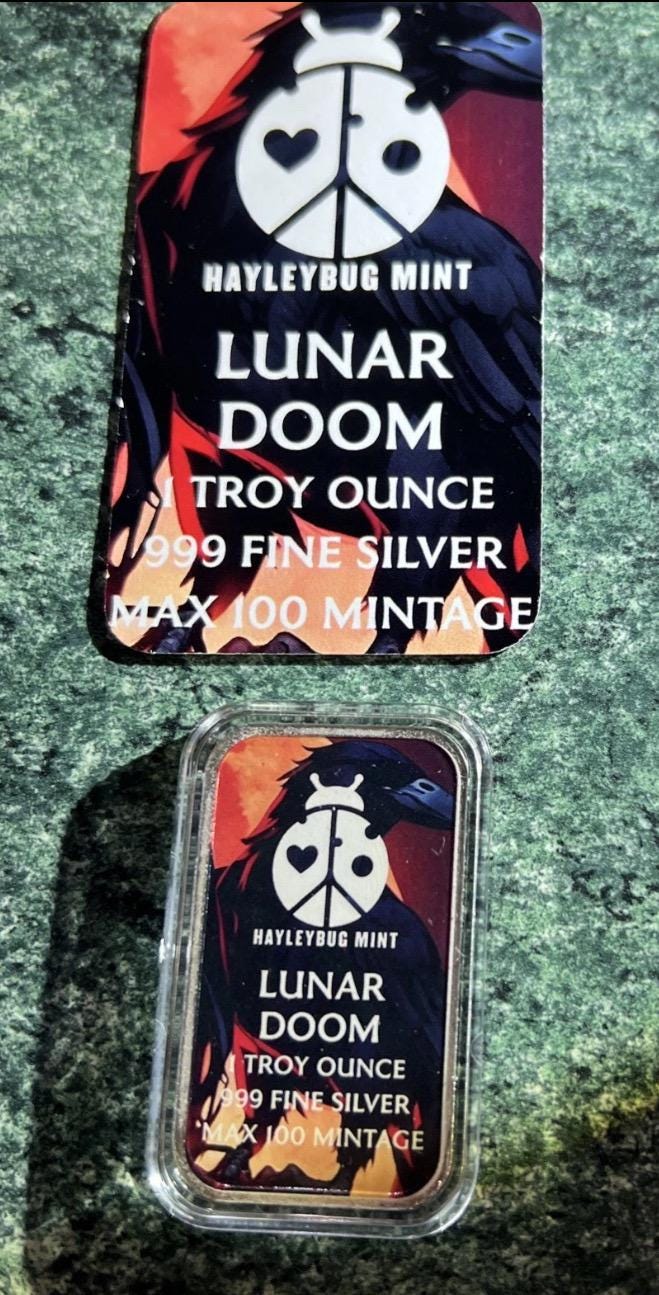 HAYLEYBUG MINT
LUNAR
DOOM
1 TROY OUNCE
999 FINE SILVER
MAX 100 MINTAGE
HAYLEYBUG MINT
LUNAR
DOOM
1 TROY OUNCE
999 FINE SILVER
MAX 100 MINTAGE